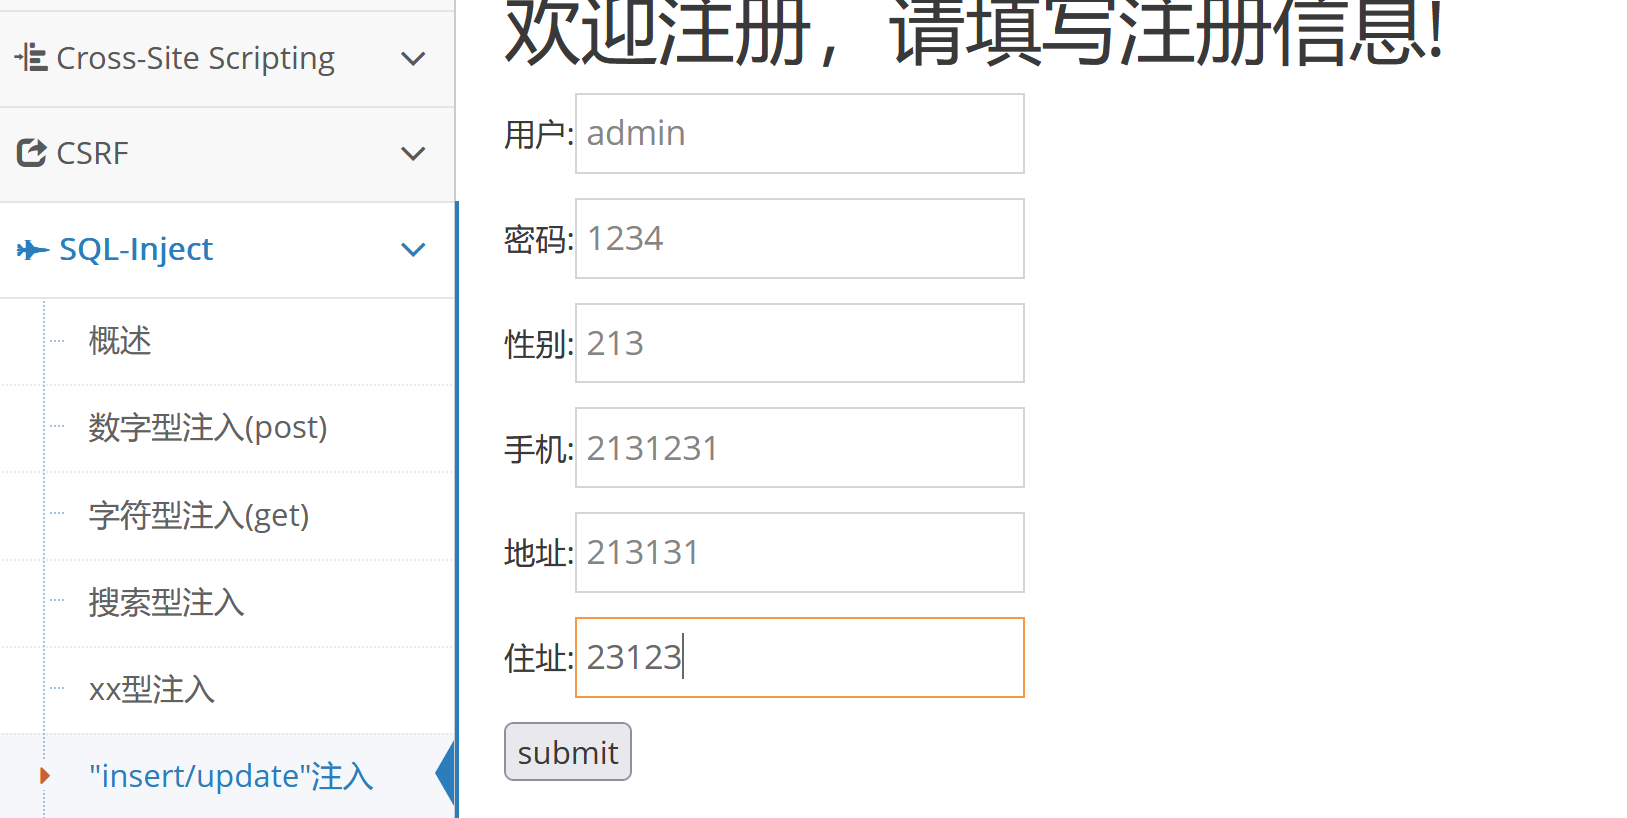 Cross-Site Scripting
CSRF
SQL-Inject
概述
数字型注入(post)
字符型注入(get)
搜索型注入
xx型注入
"insert/update"注入
欢迎注册，请填写注册信息!
用户: admin
密码: 1234
性别: 213
手机: 2131231
地址: 213131
住址: 23123
submit